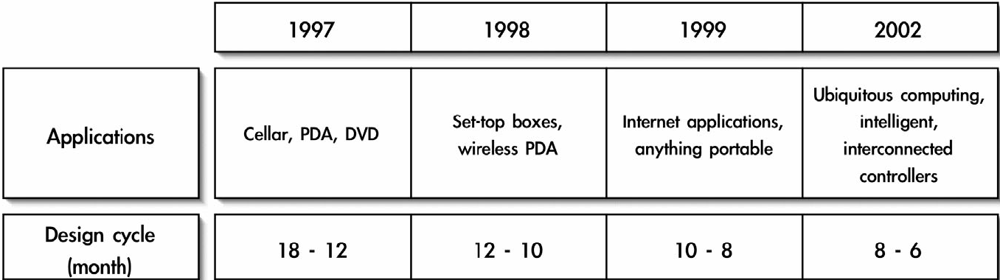 1997 1998 1999 2002
Applications
Cellar, PDA, DVD
Set-top boxes,
wireless PDA
Internet applications,
anything portable
Ubiquitous computing,
intelligent,
interconnected
controllers
Design cycle
(month)
18 - 12
12 - 10
10 - 8
8 - 6